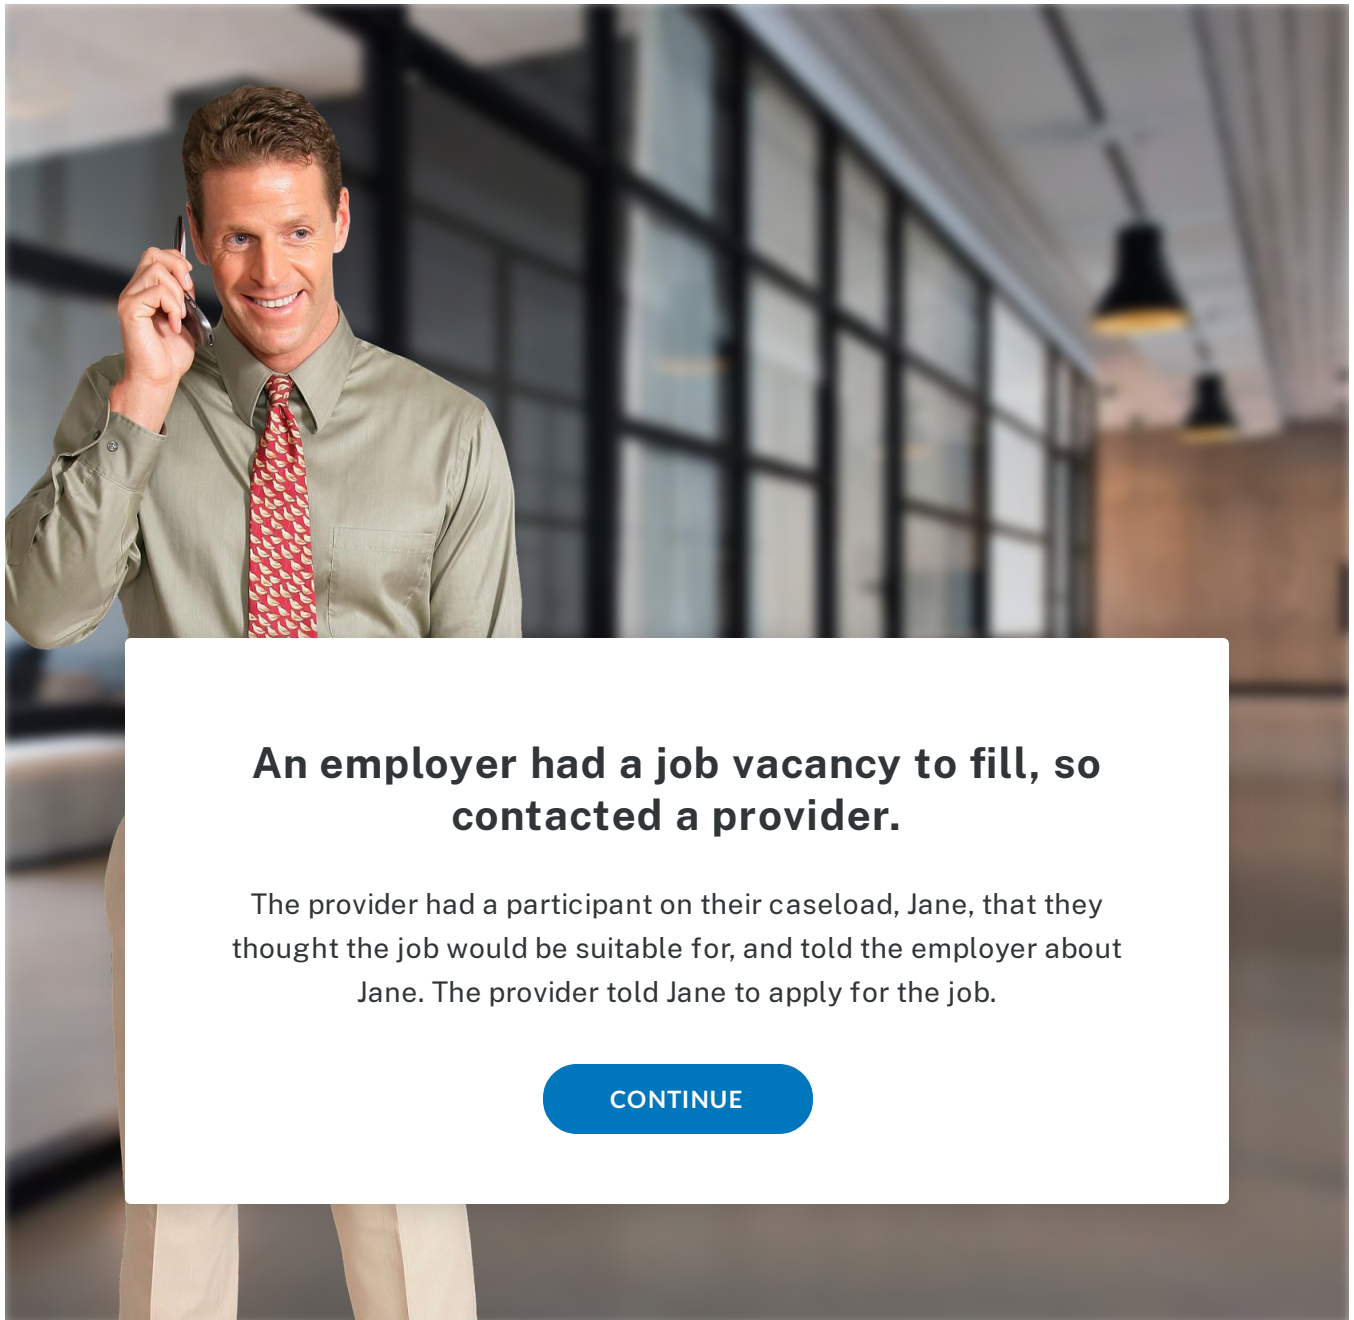 An employer had a job vacancy to fill, so
contacted a provider.
The provider had a participant on their caseload, Jane, that they
thought the job would be suitable for, and told the employer about
Jane. The provider told Jane to apply for the job.
CONTINUE